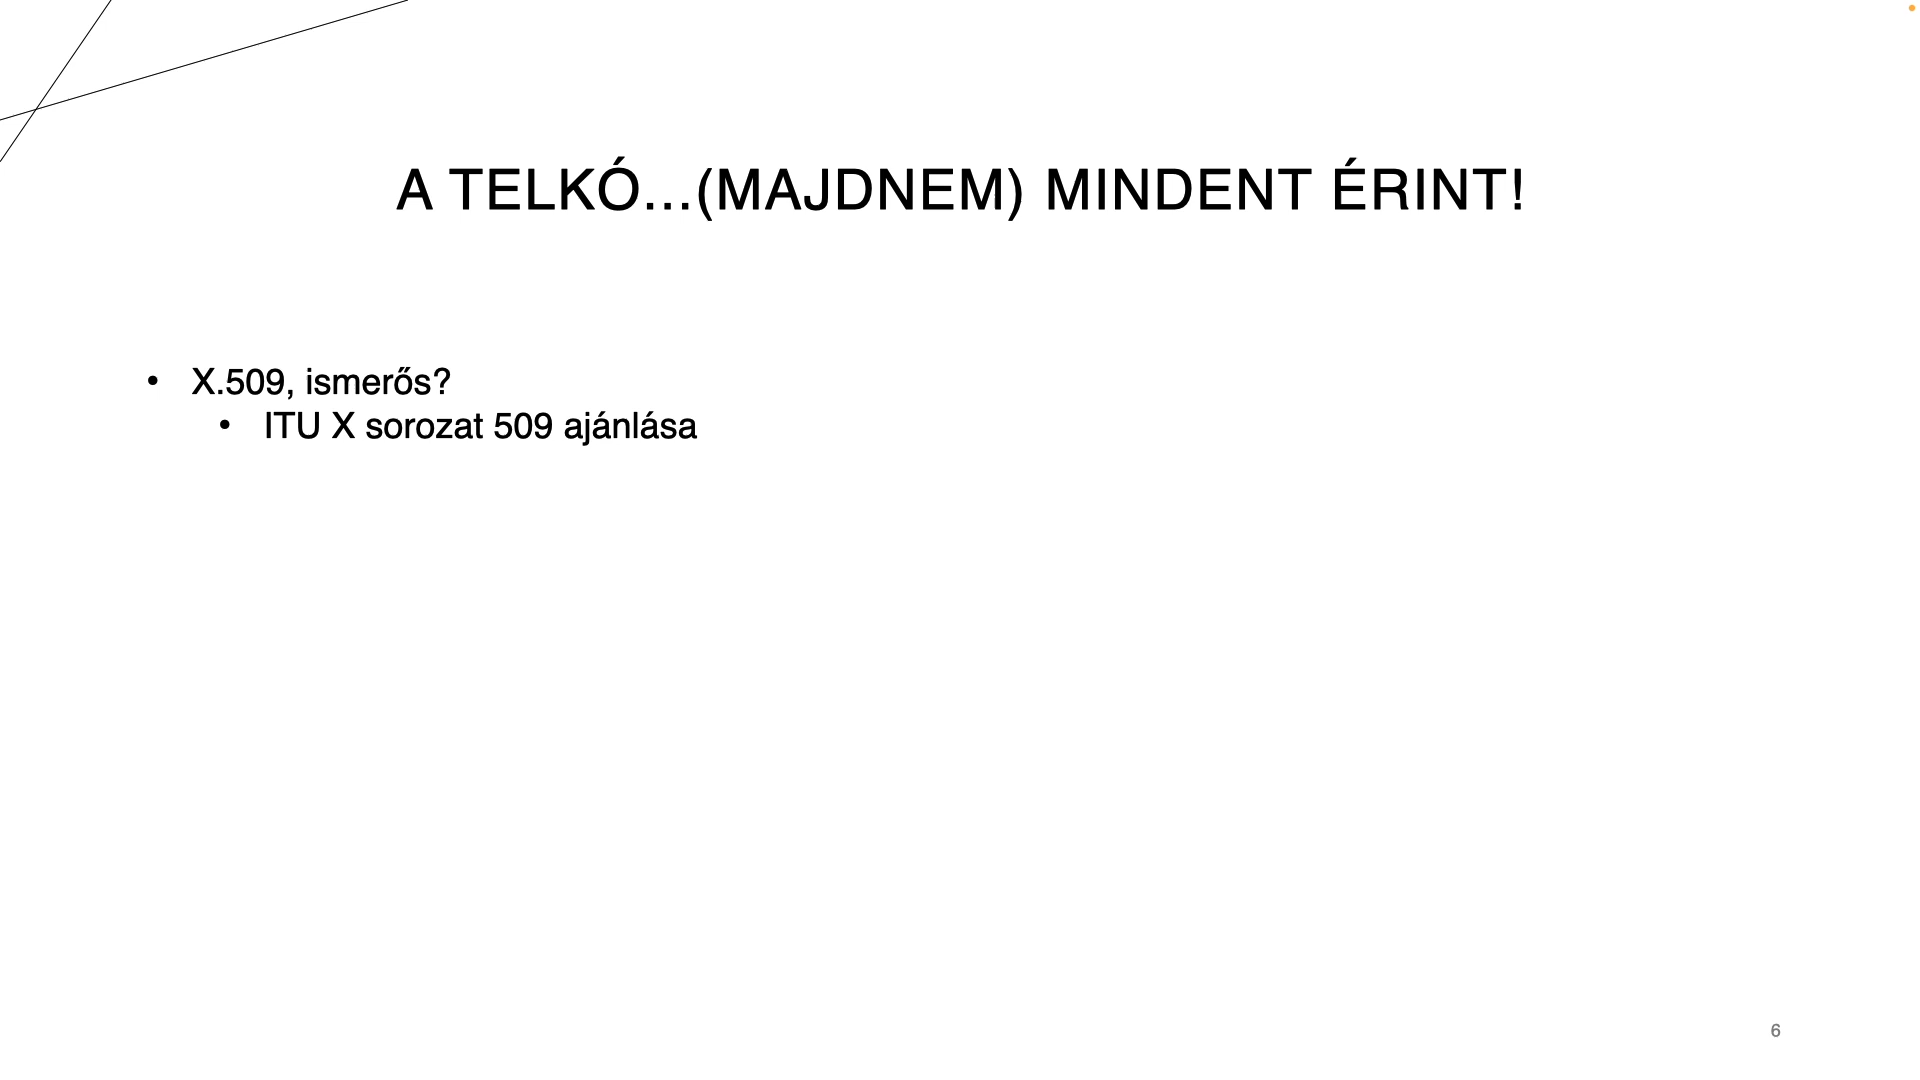 A TELKÓ...(MAJDNEM) MINDENT ÉRINT!
• X.509, ismerős?
• ITU X sorozat 509 ajánlása
6